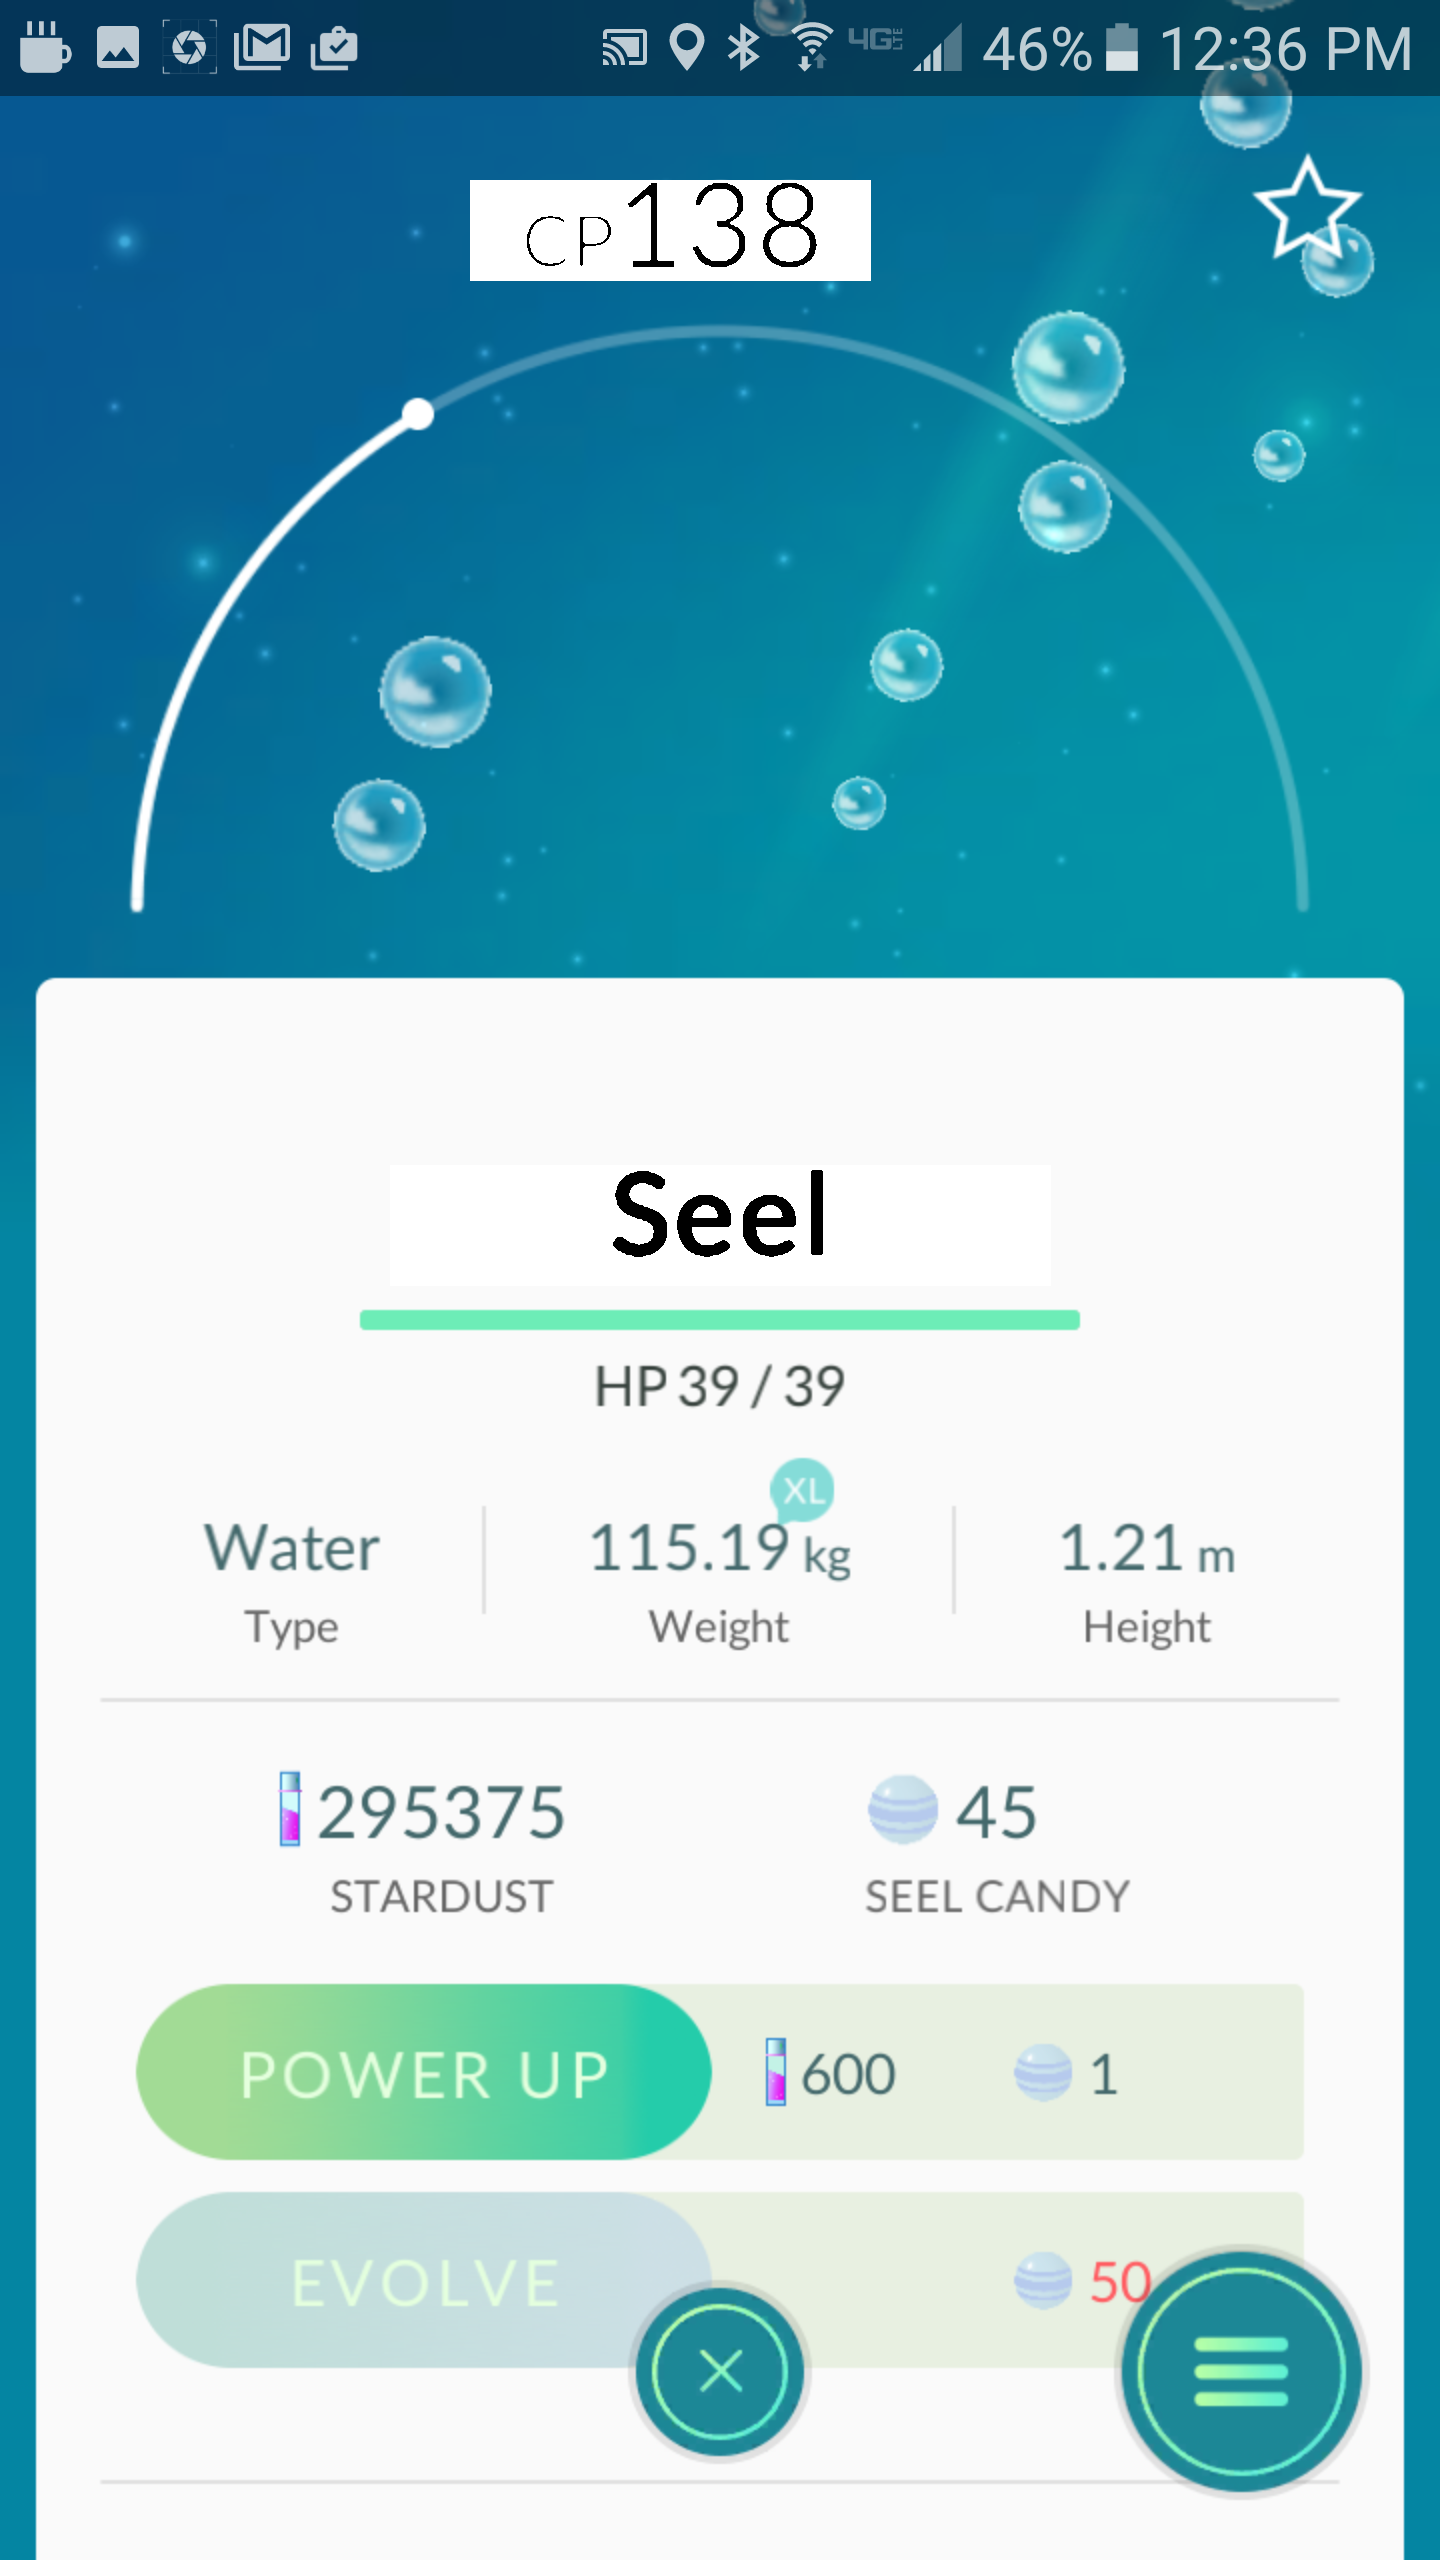 4G LTE 46% 12:36 PM
CP138
Seel
HP 39 / 39
XL
Water 115.19 kg 1.21 m
Type Weight Height
295375 45
STARDUST SEEL CANDY
POWER UP 600 1
EVOLVE 50